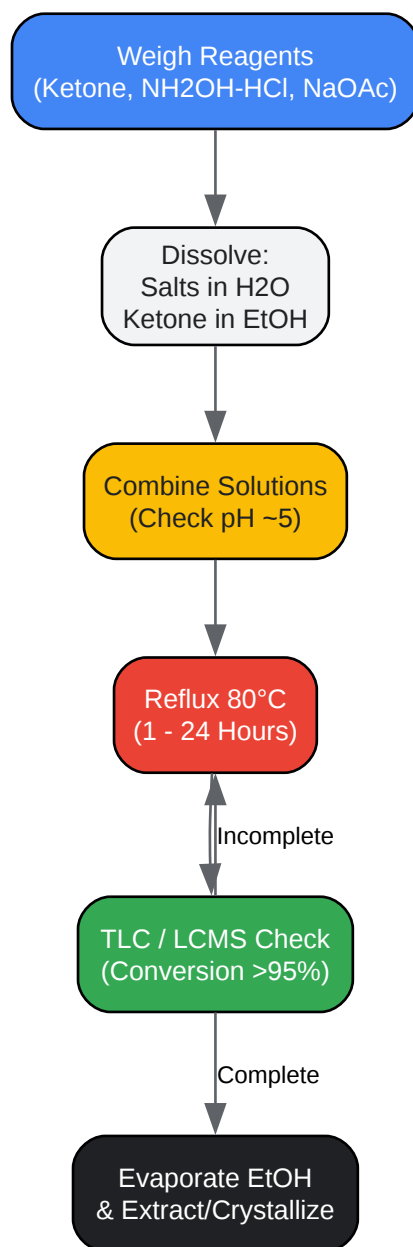 Weigh Reagents
(Ketone, NH2OH-HCl, NaOAc)
Dissolve:
Salts in H2O
Ketone in EtOH
Combine Solutions
(Check pH ~5)
Reflux 80°C
(1 - 24 Hours)
Incomplete
TLC / LCMS Check
(Conversion >95%)
Complete
Evaporate EtOH
& Extract/Crystallize